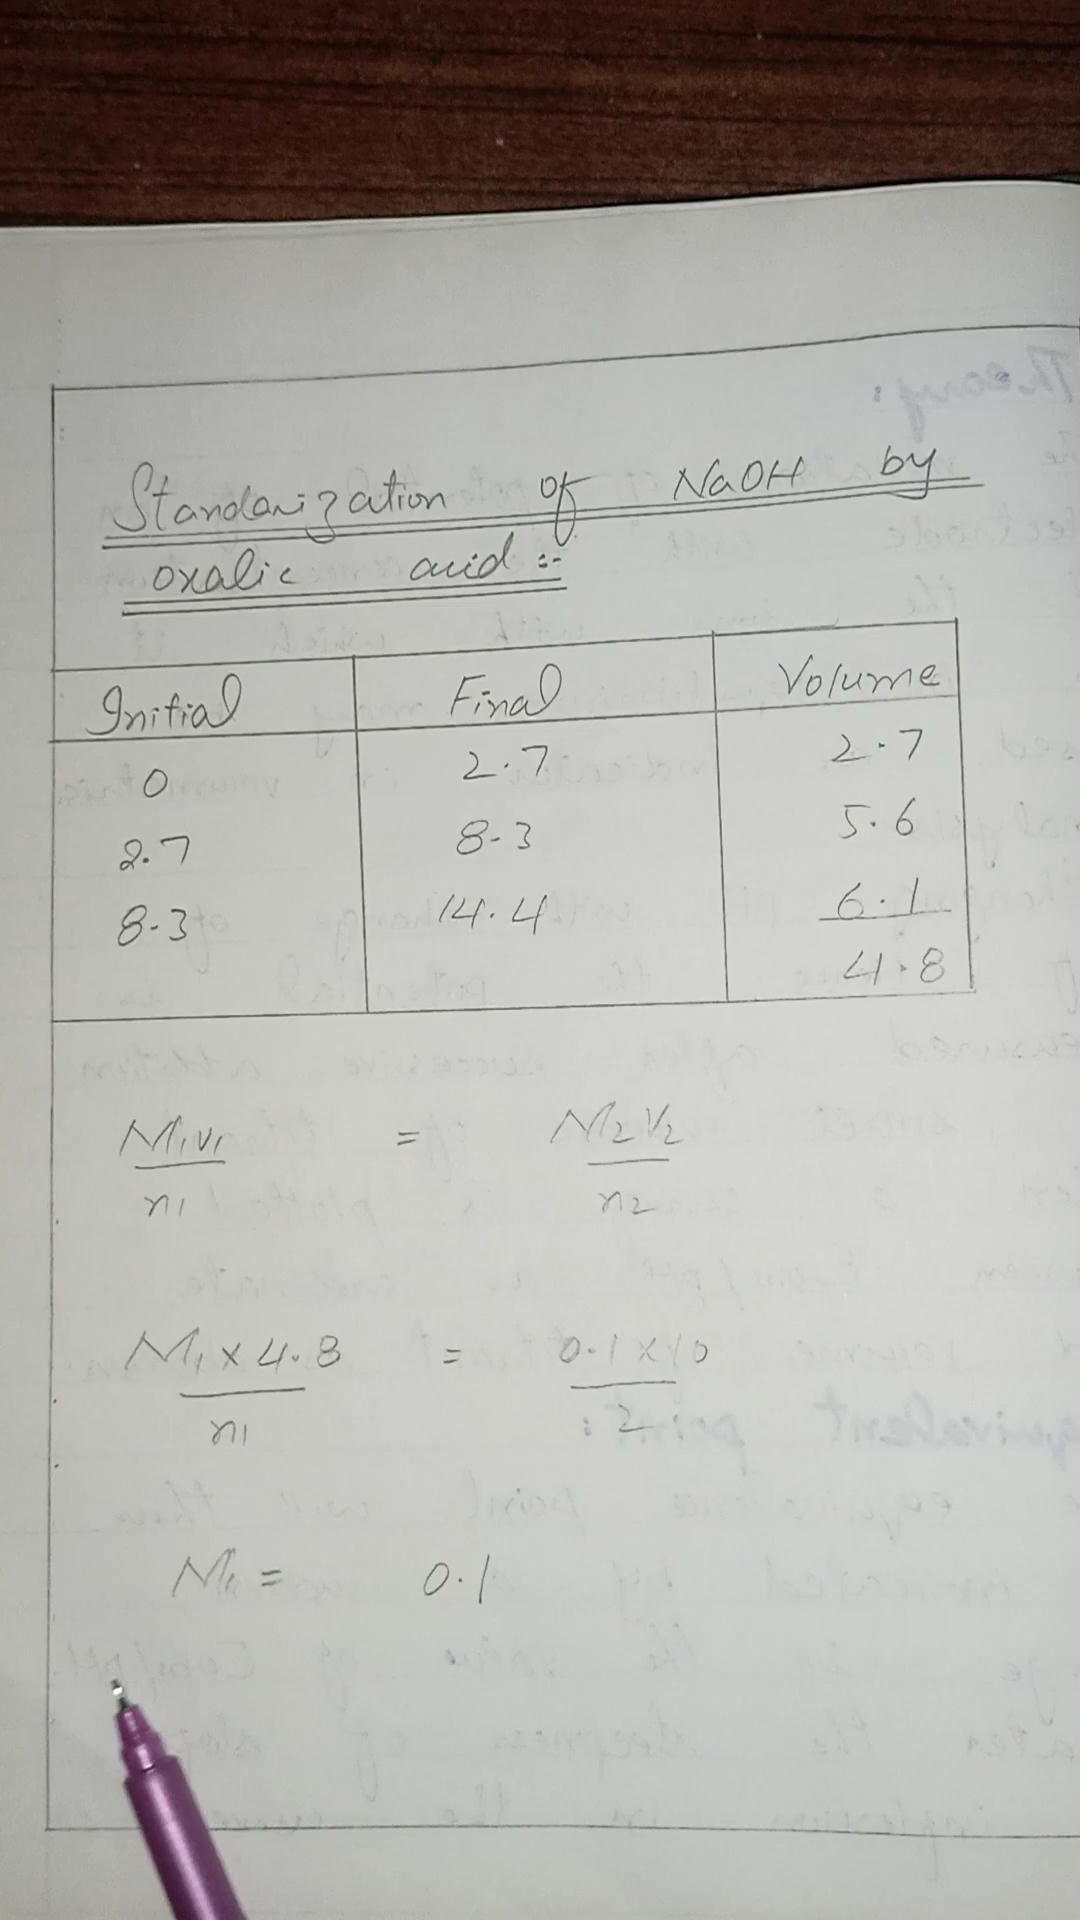 Standarization of NaOH by
oxalic acid :-
Initial Final Volume
0 2.7 2.7
2.7 8.3 5.6
8.3 14.4 6.1
4.8
M1V1 = M2V2
n1 n2
M1 x 4.8 = 0.1 x 10
n1 2
M1 = 0.1